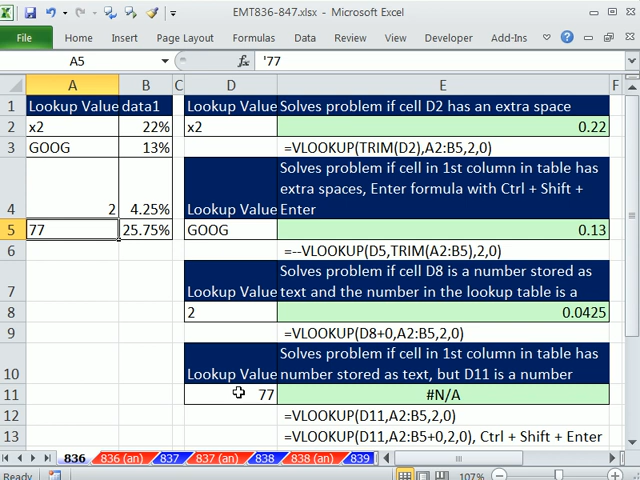 EMT836-847.xlsx - Microsoft Excel
File Home Insert Page Layout Formulas Data Review View Developer Add-Ins
A5 fx '77
A B C D E F
1 Lookup Value data1 Lookup Value Solves problem if cell D2 has an extra space
2 x2 22% x2 0.22
3 GOOG 13% =VLOOKUP(TRIM(D2),A2:B5,2,0)
Solves problem if cell in 1st column in table has
extra spaces, Enter formula with Ctrl + Shift +
4 2 4.25% Lookup Value Enter
5 77 25.75% GOOG 0.13
6 =--VLOOKUP(D5,TRIM(A2:B5),2,0)
Solves problem if cell D8 is a number stored as
7 Lookup Value text and the number in the lookup table is a
8 2 0.0425
9 =VLOOKUP(D8+0,A2:B5,2,0)
Solves problem if cell in 1st column in table has
10 Lookup Value number stored as text, but D11 is a number
11 77 #N/A
12 =VLOOKUP(D11,A2:B5,2,0)
13 =VLOOKUP(D11,A2:B5+0,2,0), Ctrl + Shift + Enter
836 836 (an) 837 837 (an) 838 838 (an) 839
Ready 107%